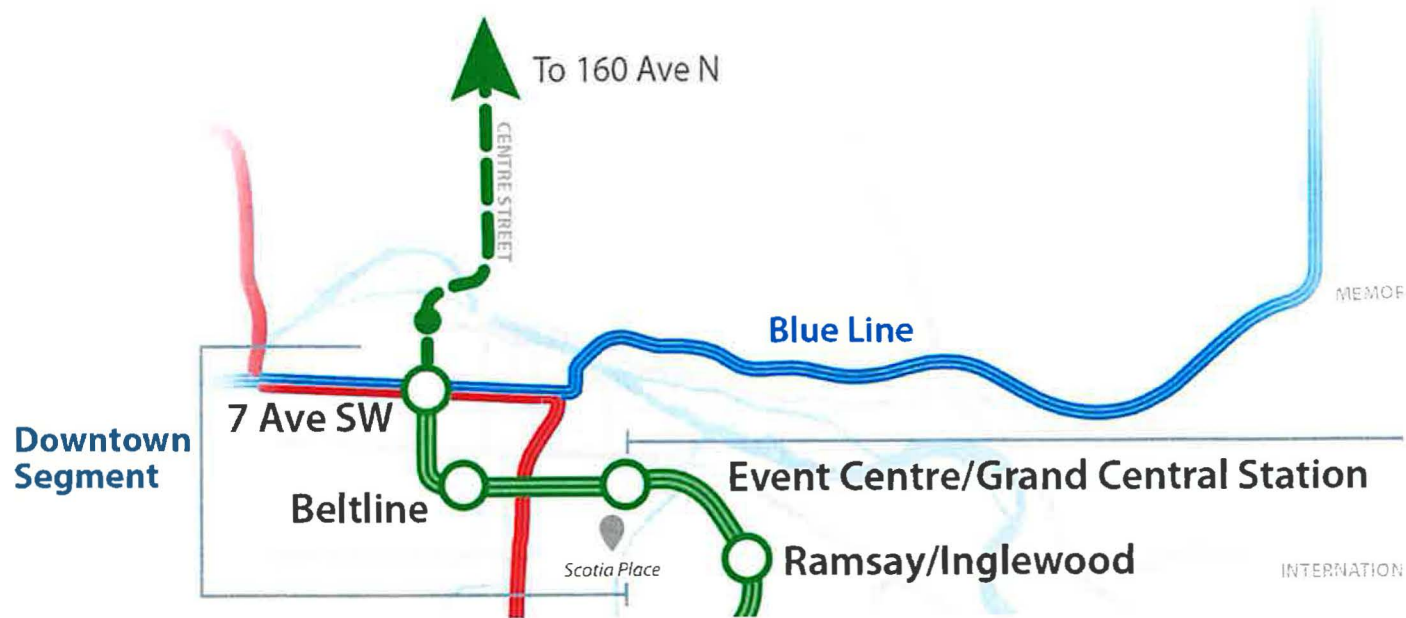 To 160 Ave N
CENTRE STREET
MEMOR
Blue Line
7 Ave SW
Downtown
Segment
Event Centre/Grand Central Station
Beltline
Ramsay/Inglewood
Scotia Place
INTERNATION